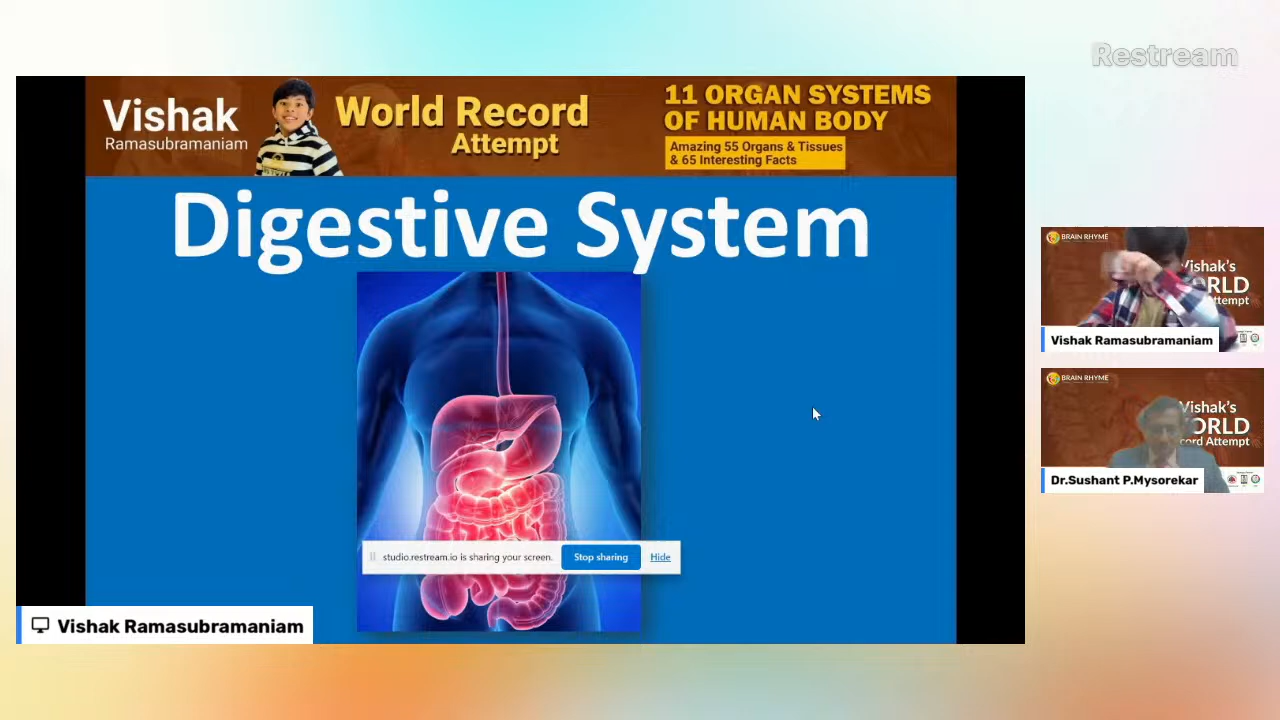 Restream
Vishak
Ramasubramaniam
World Record
Attempt
11 ORGAN SYSTEMS
OF HUMAN BODY
Amazing 55 Organs & Tissues
& 65 Interesting Facts
Digestive System
studio.restream.io is sharing your screen.
Stop sharing
Hide
Vishak Ramasubramaniam
BRAIN RHYME
Vishak's
Vishak Ramasubramaniam
BRAIN RHYME
Vishak's
Dr.Sushant P.Mysorekar